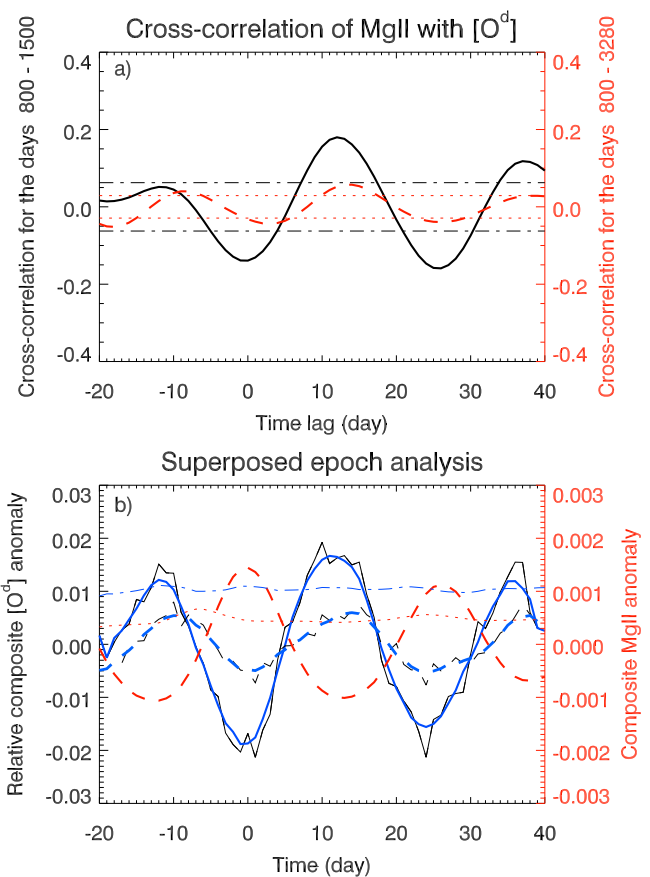 Cross-correlation of MgII with [Oᵈ]
a)
Cross-correlation for the days 800 - 1500
0.4
0.2
0.0
-0.2
-0.4
0.4
0.2
0.0
-0.2
-0.4
Cross-correlation for the days 800 - 3280
-20 -10 0 10 20 30 40
Time lag (day)
Superposed epoch analysis
b)
Relative composite [Oᵈ] anomaly
0.03
0.02
0.01
0.00
-0.01
-0.02
-0.03
0.003
0.002
0.001
0.000
-0.001
-0.002
-0.003
Composite MgII anomaly
-20 -10 0 10 20 30 40
Time (day)